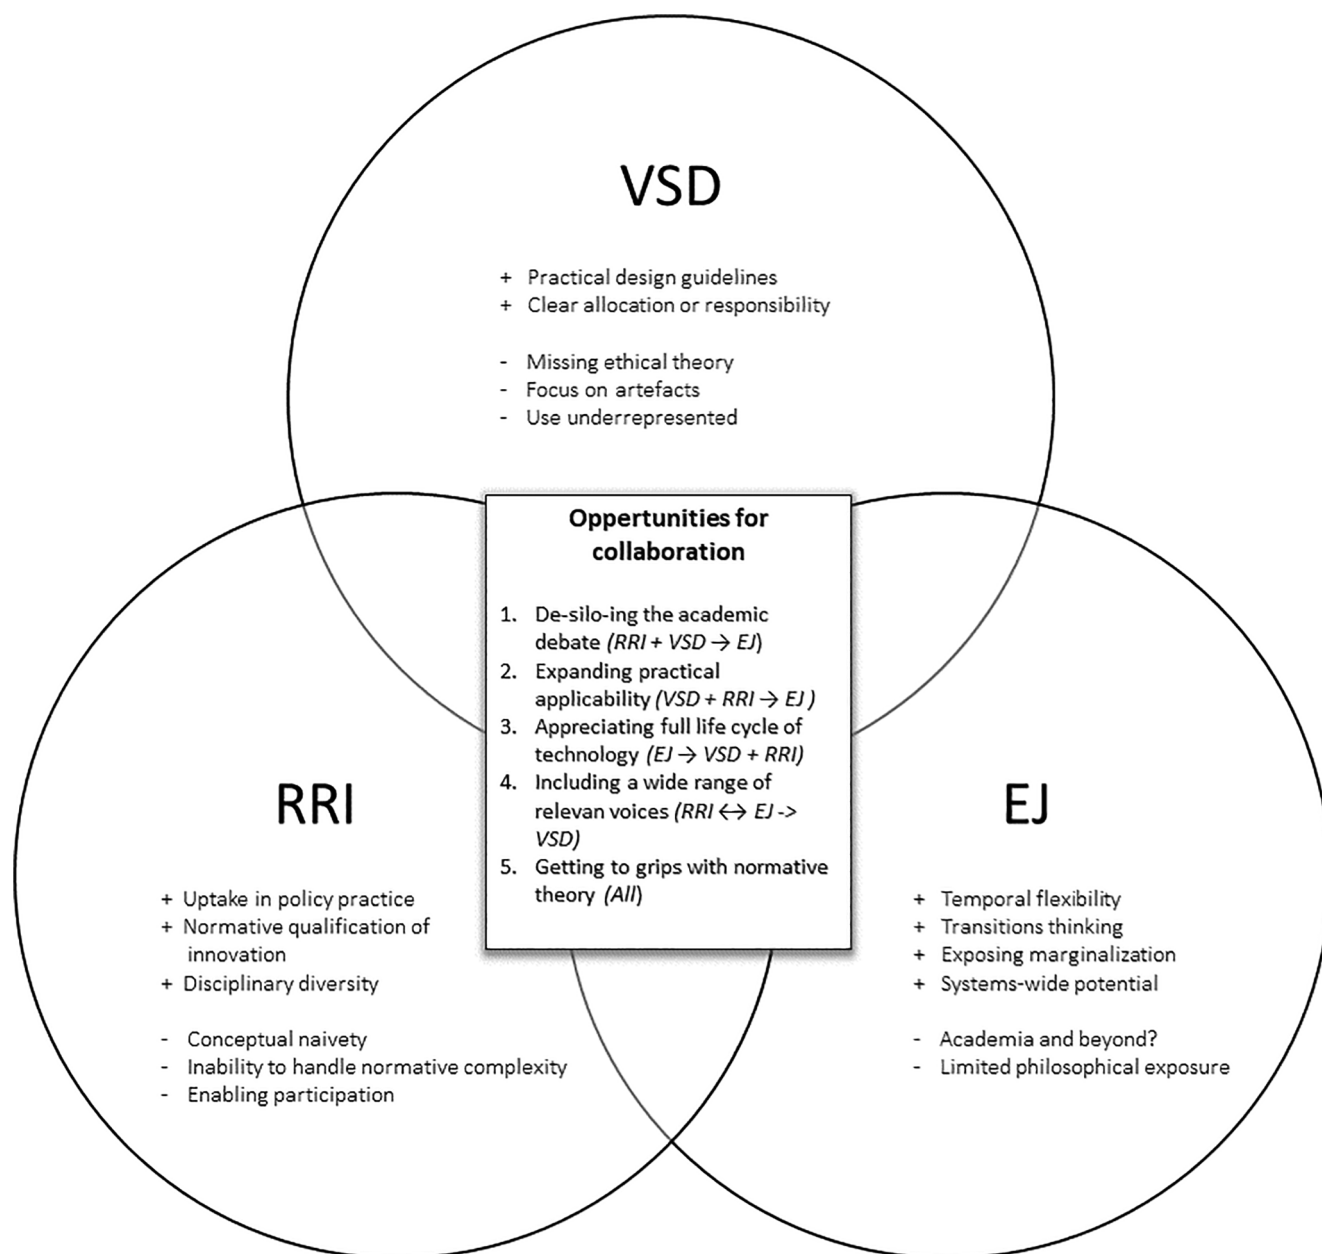 VSD
+ Practical design guidelines
+ Clear allocation or responsibility
- Missing ethical theory
- Focus on artefacts
- Use underrepresented
Oppertunities for
collaboration
1. De-silo-ing the academic
debate (RRI + VSD → EJ)
2. Expanding practical
applicability (VSD + RRI → EJ )
3. Appreciating full life cycle of
technology (EJ → VSD + RRI)
4. Including a wide range of
relevan voices (RRI ↔ EJ ->
VSD)
5. Getting to grips with normative
theory (All)
RRI
+ Uptake in policy practice
+ Normative qualification of
innovation
+ Disciplinary diversity
- Conceptual naivety
- Inability to handle normative complexity
- Enabling participation
EJ
+ Temporal flexibility
+ Transitions thinking
+ Exposing marginalization
+ Systems-wide potential
- Academia and beyond?
- Limited philosophical exposure